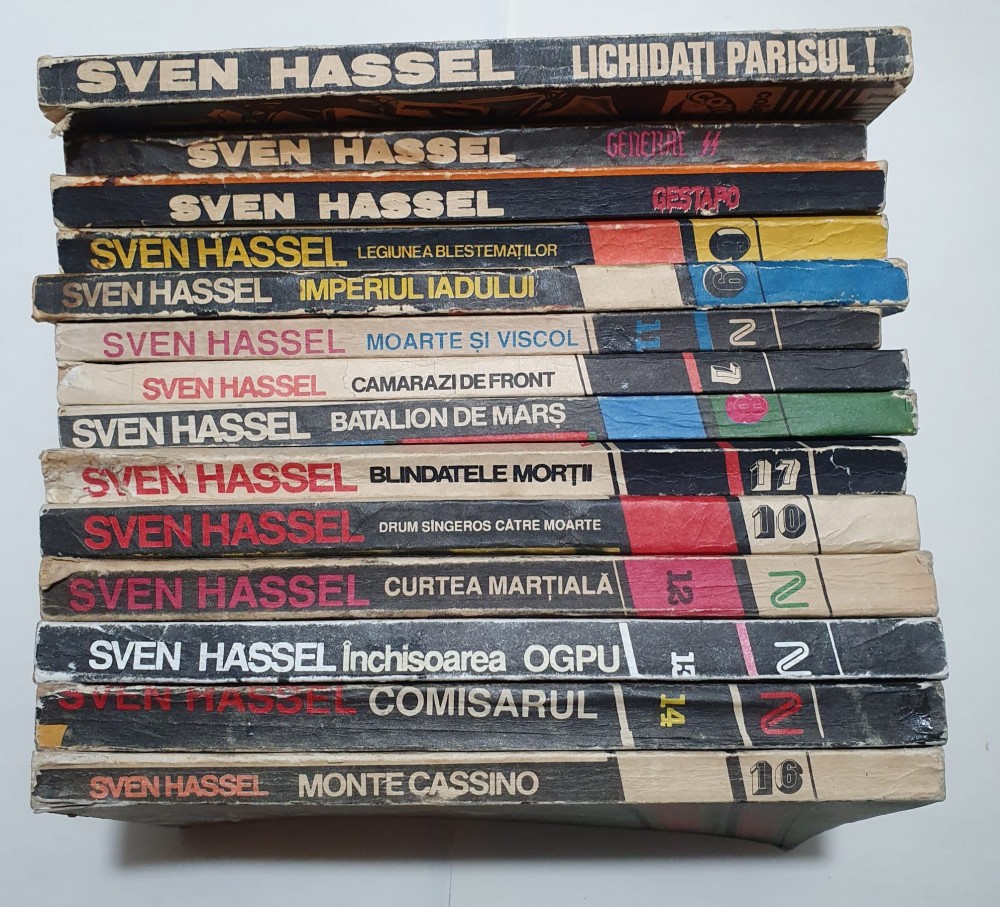 SVEN HASSEL LICHIDAȚI PARISUL !
SVEN HASSEL GENERAL SS
SVEN HASSEL GESTAPO
SVEN HASSEL LEGIUNEA BLESTEMAȚILOR
SVEN HASSEL IMPERIUL IADULUI 9
SVEN HASSEL MOARTE ȘI VISCOL 11 N
SVEN HASSEL CAMARAZI DE FRONT 7
SVEN HASSEL BATALION DE MARȘ 8
SVEN HASSEL BLINDATELE MORȚII 17
SVEN HASSEL DRUM SÎNGEROS CĂTRE MOARTE 10
SVEN HASSEL CURTEA MARȚIALĂ 12 N
SVEN HASSEL Închisoarea OGPU 13 N
SVEN HASSEL COMISARUL 14 N
SVEN HASSEL MONTE CASSINO 16